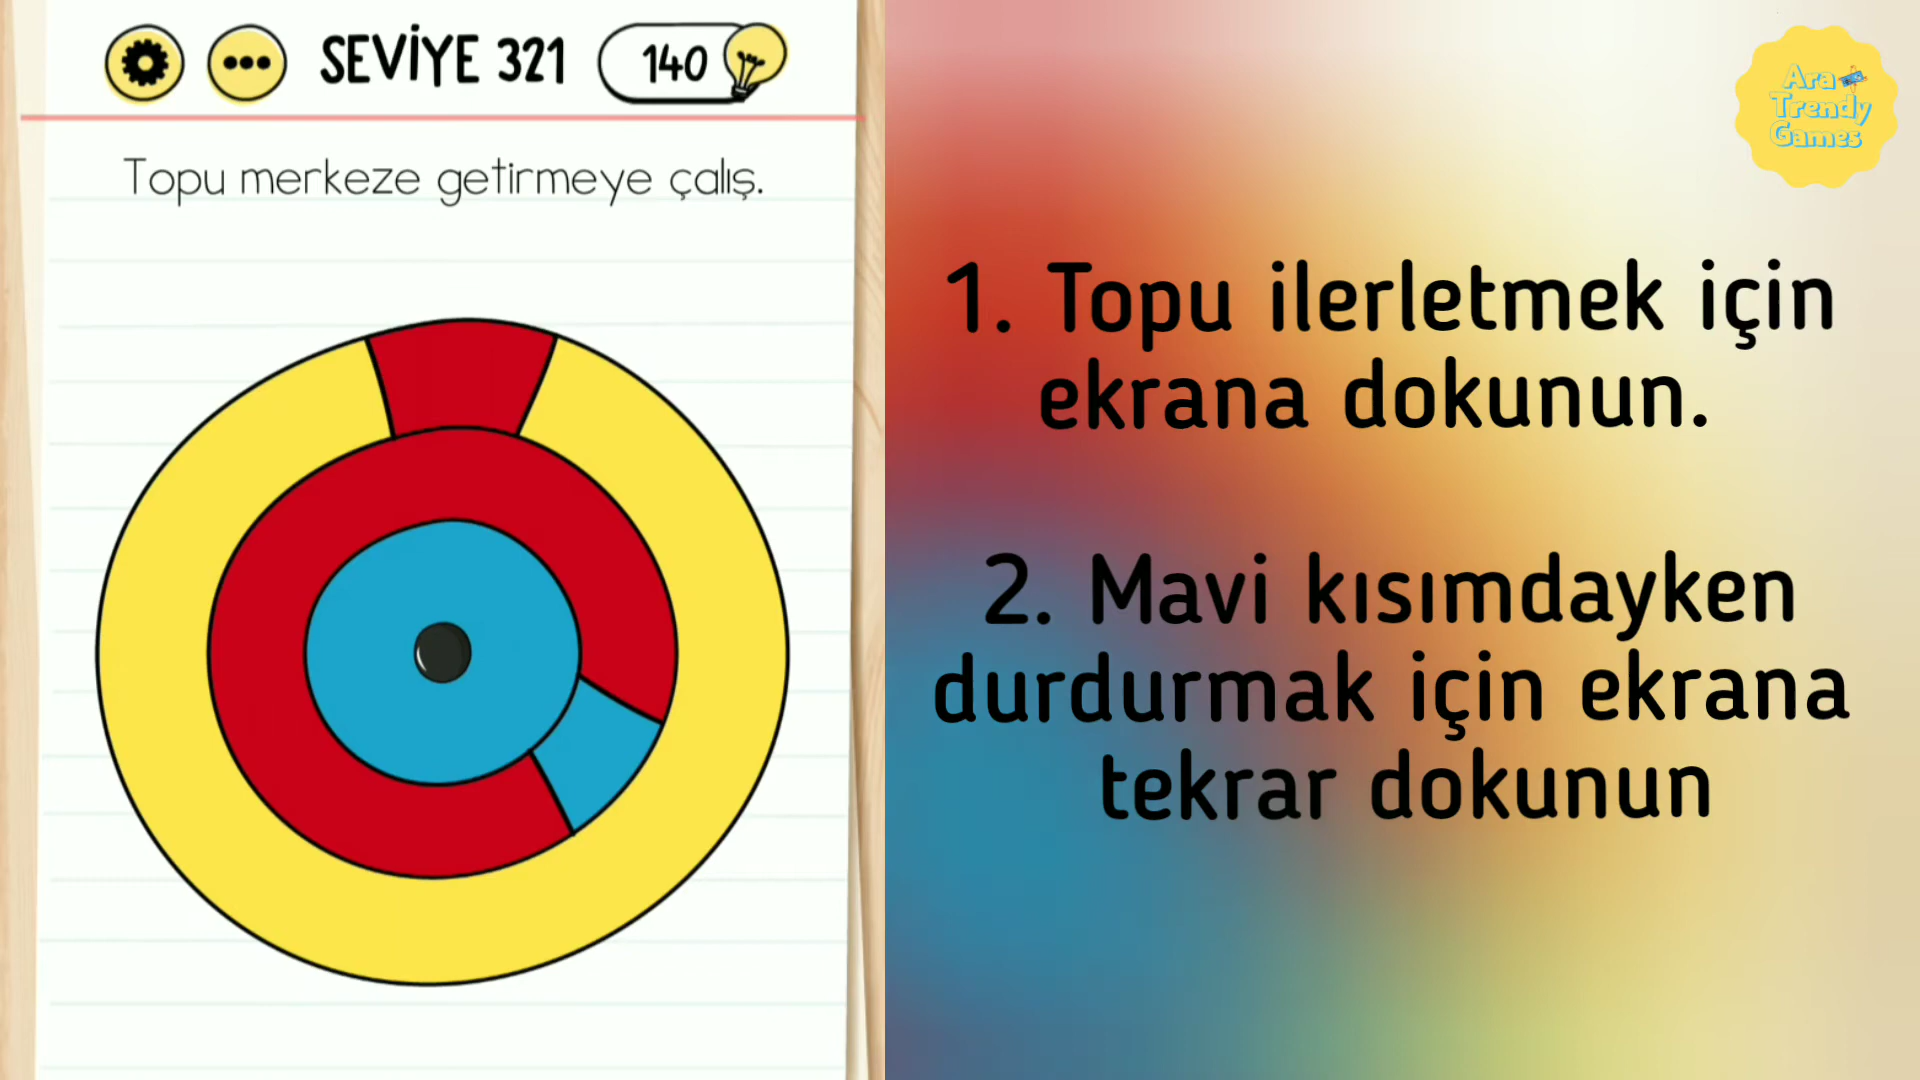 SEVİYE 321
140
Topu merkeze getirmeye çalış.
Ara
Trendy
Games
1. Topu ilerletmek için
ekrana dokunun.
2. Mavi kısımdayken
durdurmak için ekrana
tekrar dokunun